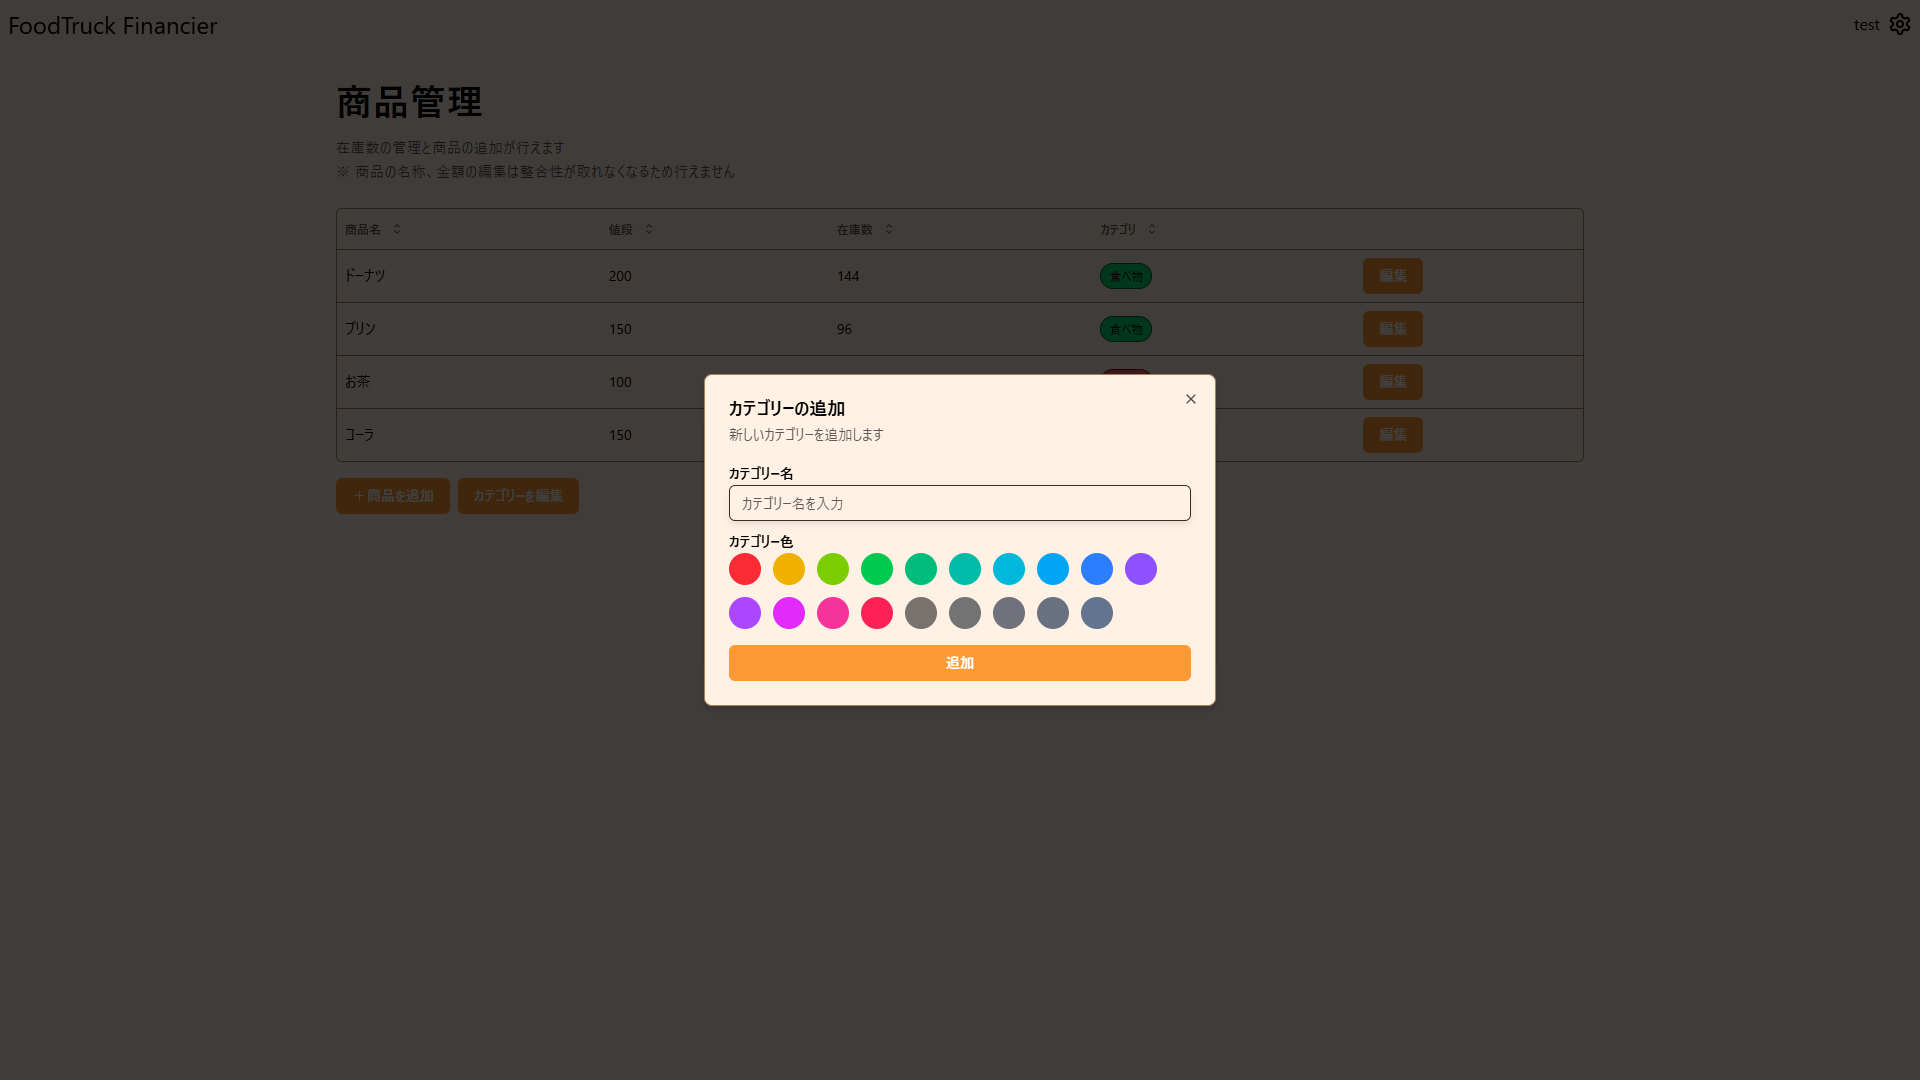 FoodTruck Financier
test
商品管理
在庫数の管理と商品の追加が行えます
※ 商品の名称、金額の編集は整合性が取れなくなるため行えません
商品名 値段 在庫数 カテゴリ
ドーナツ 200 144 食べ物 編集
プリン 150 96 食べ物 編集
お茶 100 編集
コーラ 150 編集
＋商品を追加 カテゴリーを編集
カテゴリーの追加
新しいカテゴリーを追加します
カテゴリー名
カテゴリー名を入力
カテゴリー色
追加